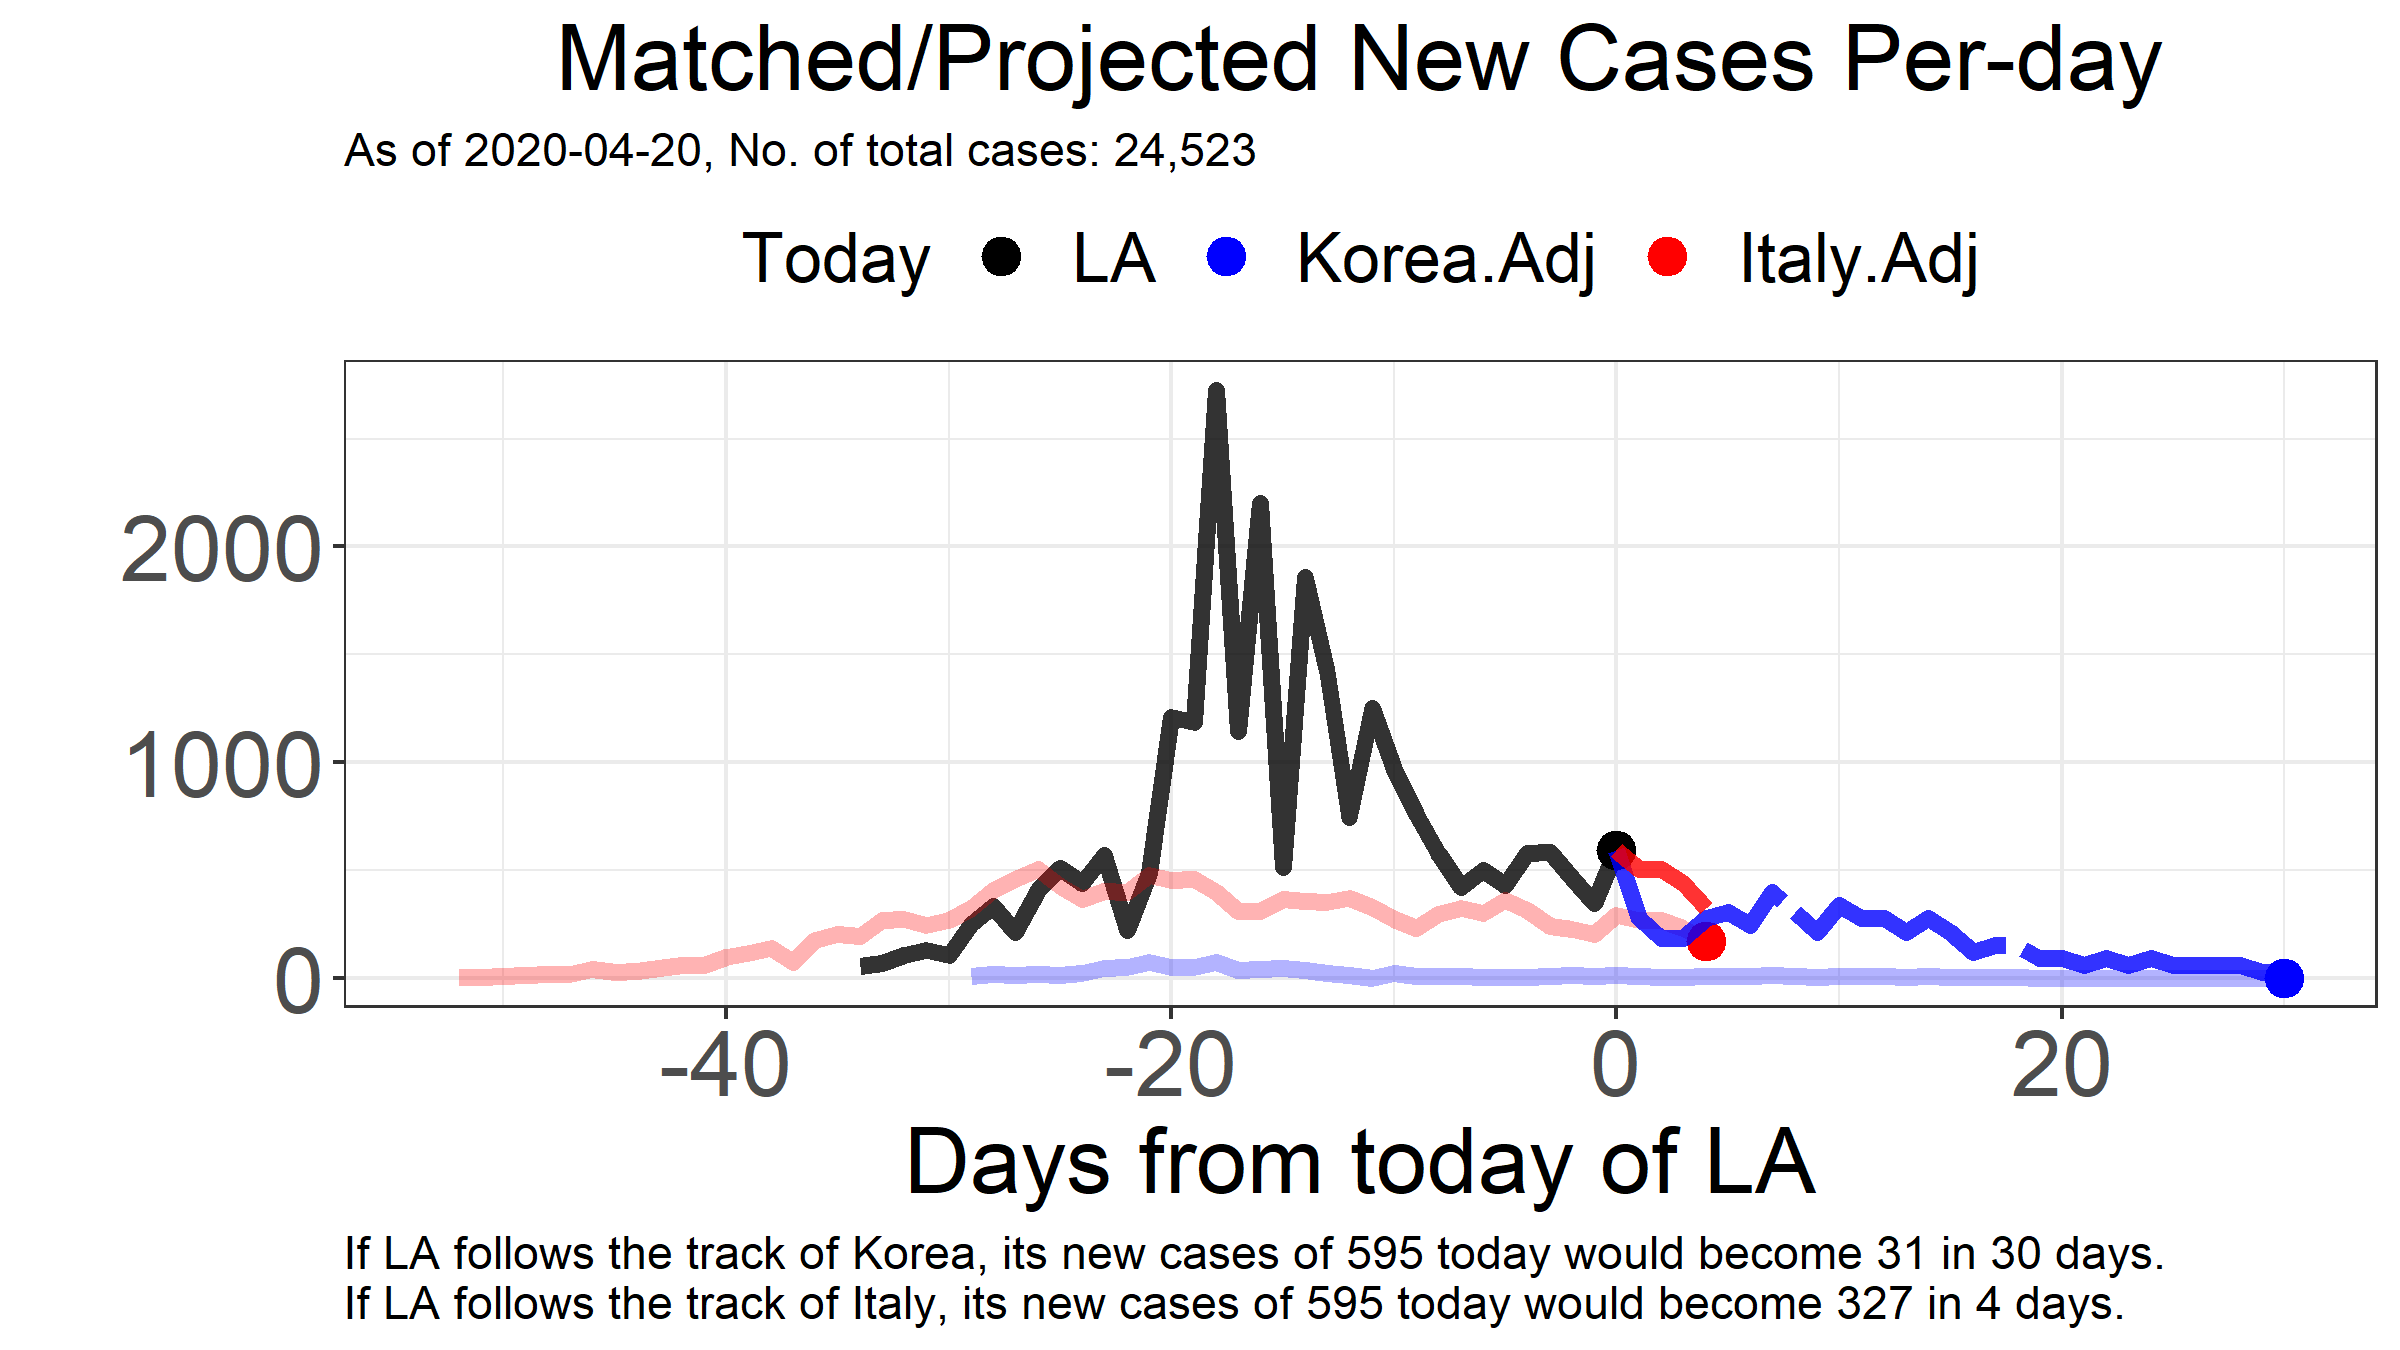 Matched/Projected New Cases Per-day
As of 2020-04-20, No. of total cases: 24,523
Today LA Korea.Adj Italy.Adj
2000
1000
0
-40 -20 0 20
Days from today of LA
If LA follows the track of Korea, its new cases of 595 today would become 31 in 30 days.
If LA follows the track of Italy, its new cases of 595 today would become 327 in 4 days.